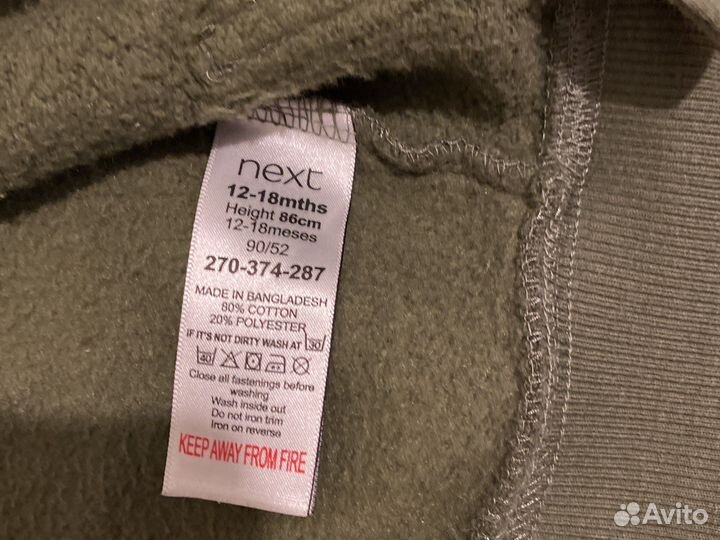 next
12-18mths
Height 86cm
12-18meses
90/52
270-374-287
MADE IN BANGLADESH
80% COTTON
20% POLYESTER
IF IT'S NOT DIRTY WASH AT 30
40
Close all fastenings before
washing
Wash inside out
Do not iron trim
Iron on reverse
KEEP AWAY FROM FIRE
Avito